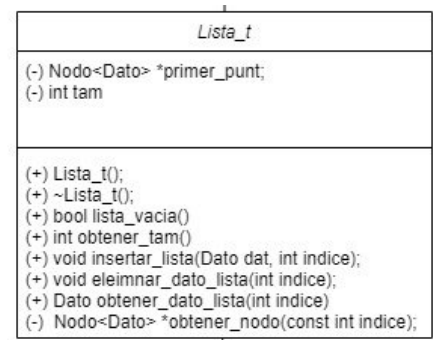 Lista_t
(-) Nodo<Dato> *primer_punt;
(-) int tam
(+) Lista_t();
(+) ~Lista_t();
(+) bool lista_vacia()
(+) int obtener_tam()
(+) void insertar_lista(Dato dat, int indice);
(+) void eleimnar_dato_lista(int indice);
(+) Dato obtener_dato_lista(int indice)
(-) Nodo<Dato> *obtener_nodo(const int indice);